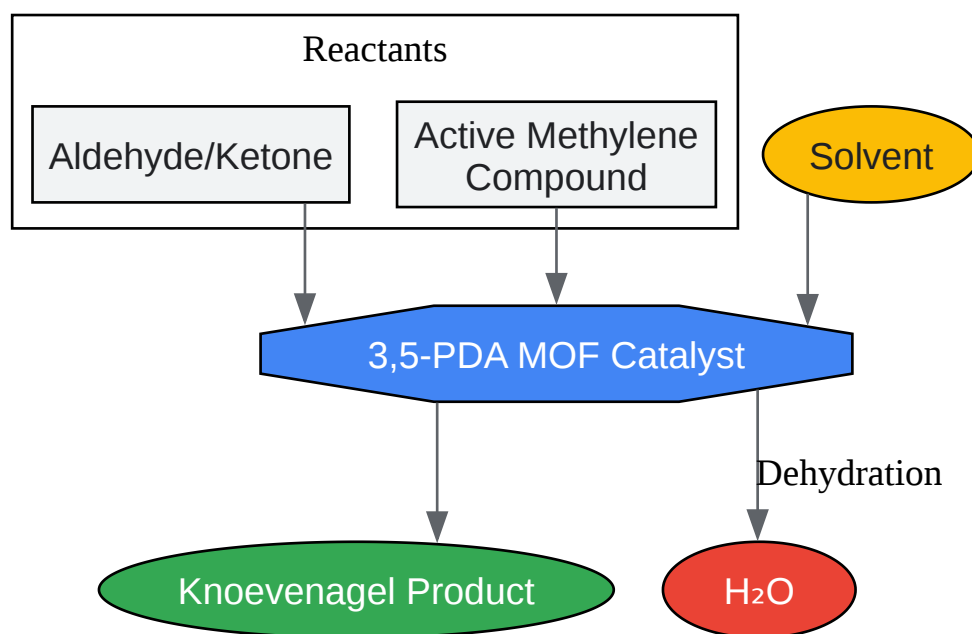 Reactants
Aldehyde/Ketone
Active Methylene
Compound
Solvent
3,5-PDA MOF Catalyst
Dehydration
Knoevenagel Product
H₂O